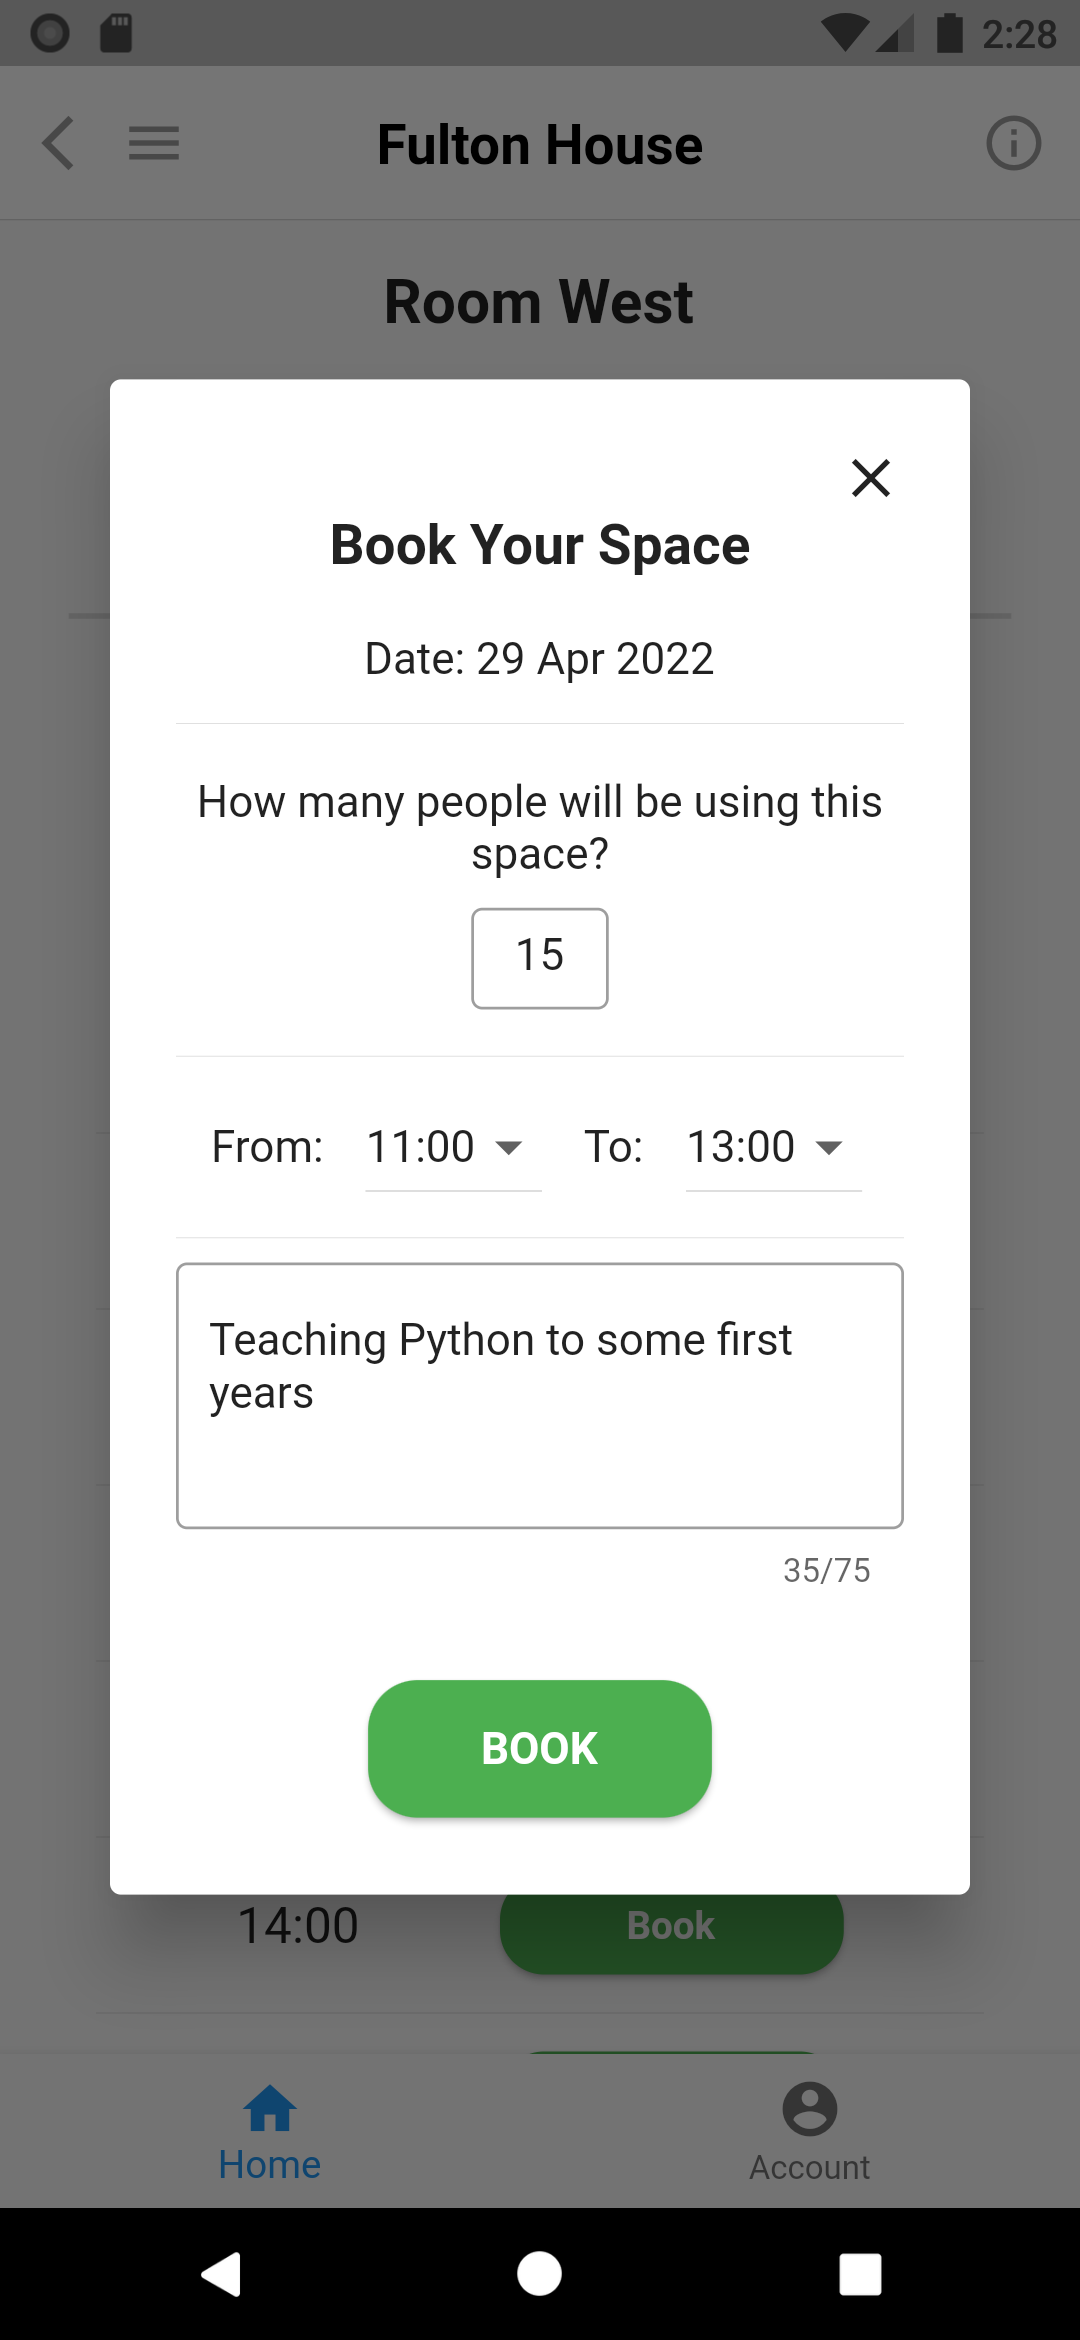 2:28
Fulton House
Room West
Book Your Space
Date: 29 Apr 2022
How many people will be using this
space?
15
From: 11:00 To: 13:00
Teaching Python to some first
years
35/75
BOOK
14:00 Book
Home Account